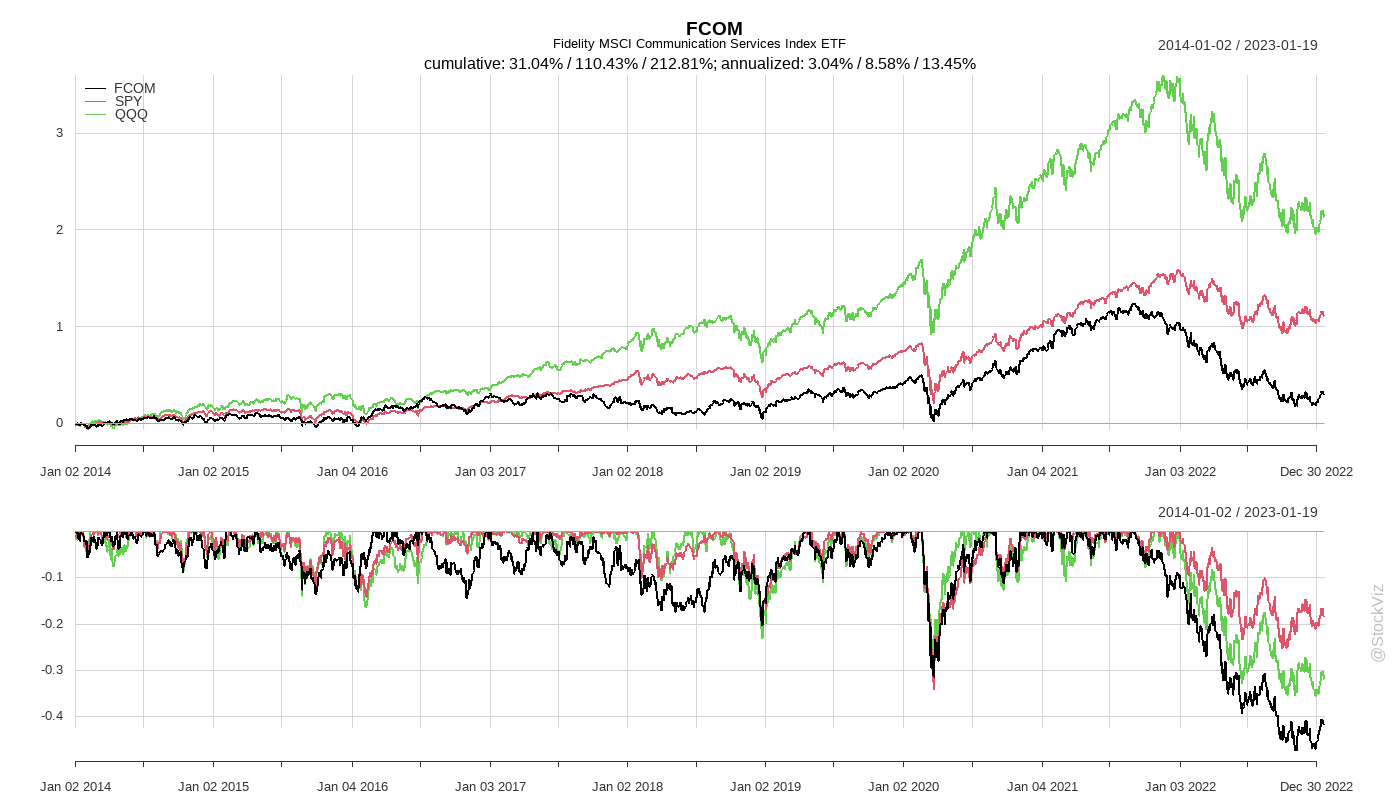 FCOM
Fidelity MSCI Communication Services Index ETF
2014-01-02 / 2023-01-19
cumulative: 31.04% / 110.43% / 212.81%; annualized: 3.04% / 8.58% / 13.45%
FCOM
SPY
QQQ
3
2
1
0
Jan 02 2014 Jan 02 2015 Jan 04 2016 Jan 03 2017 Jan 02 2018 Jan 02 2019 Jan 02 2020 Jan 04 2021 Jan 03 2022 Dec 30 2022
2014-01-02 / 2023-01-19
-0.1
-0.2
-0.3
-0.4
@StockViz
Jan 02 2014 Jan 02 2015 Jan 04 2016 Jan 03 2017 Jan 02 2018 Jan 02 2019 Jan 02 2020 Jan 04 2021 Jan 03 2022 Dec 30 2022